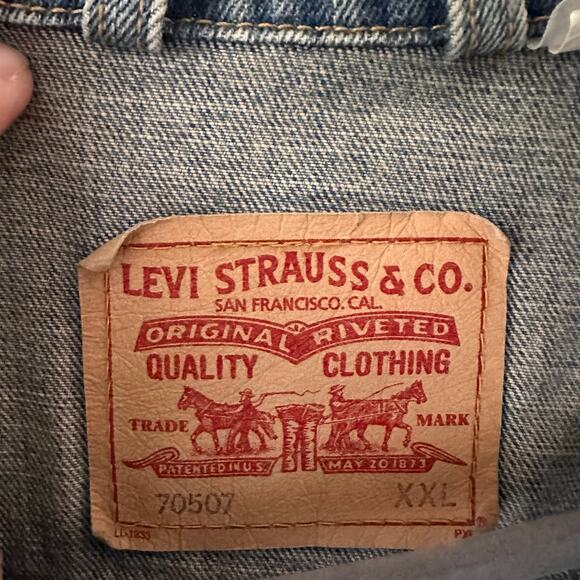 LEVI STRAUSS & CO.
SAN FRANCISCO. CAL.
ORIGINAL RIVETED
QUALITY CLOTHING
TRADE MARK
PATENTED IN U.S. MAY 20 1873
70507 XXL
®